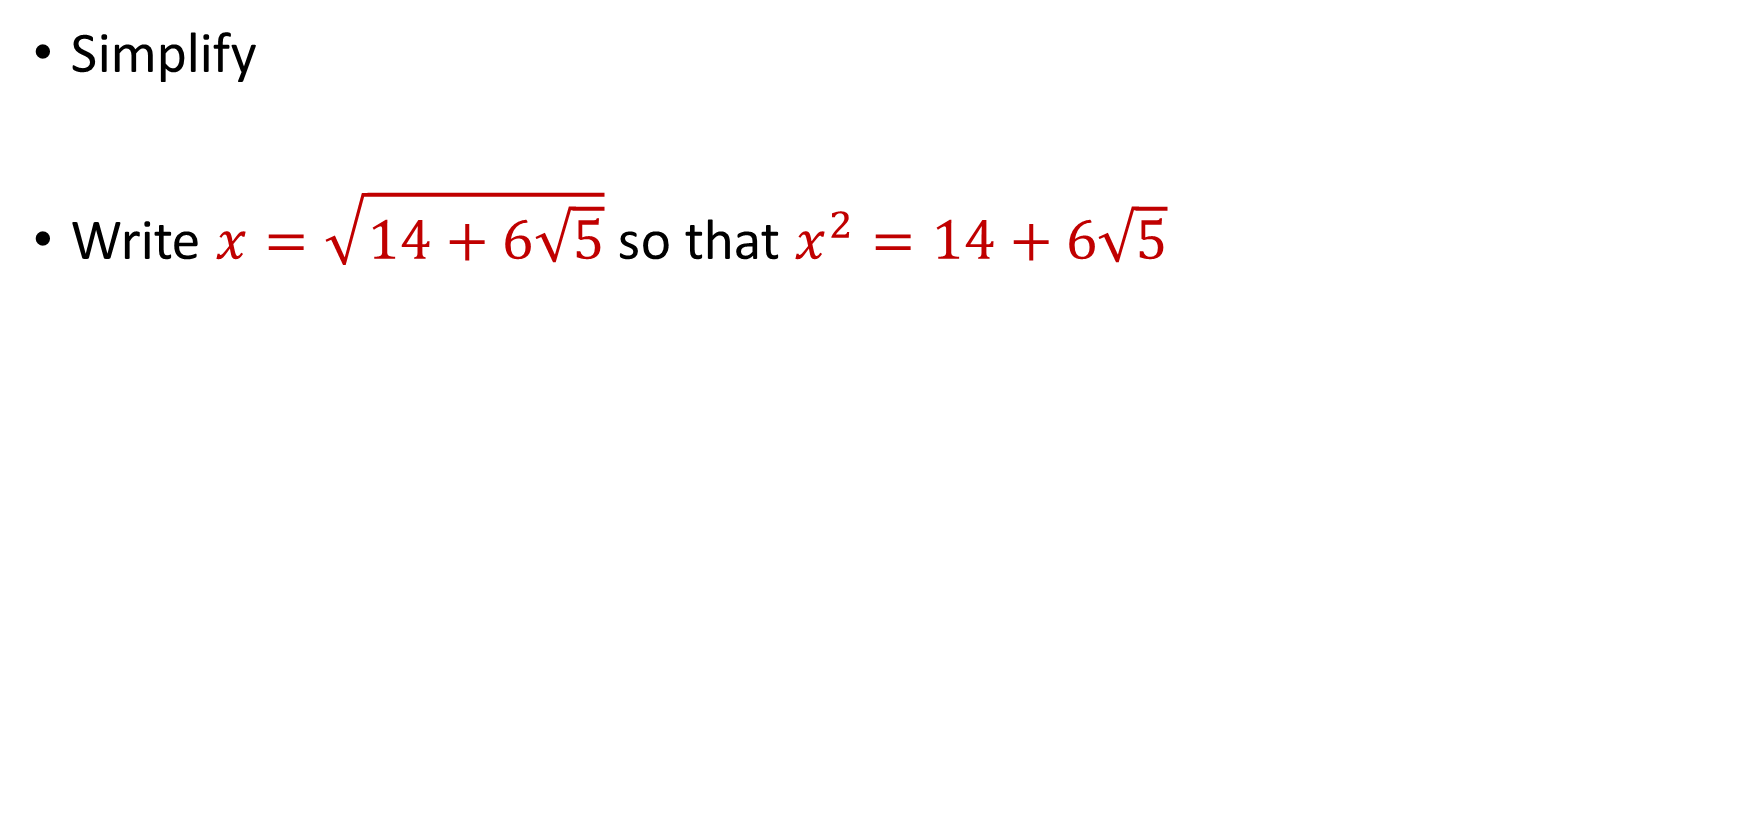 • Simplify
• Write x = √(14 + 6√5) so that x² = 14 + 6√5